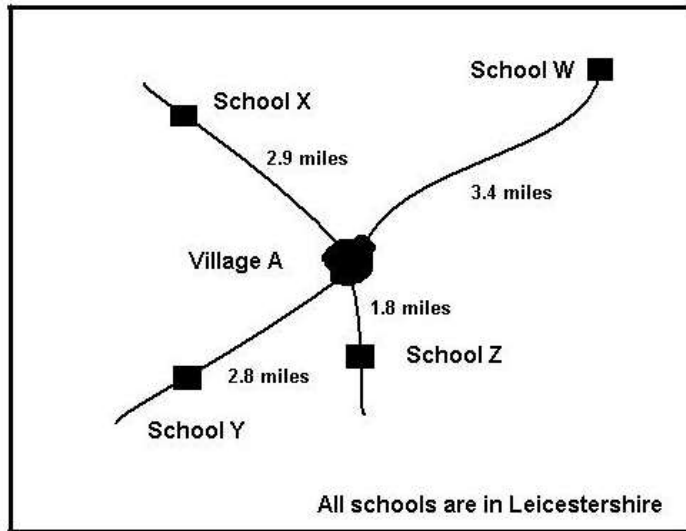 School W
School X
2.9 miles
3.4 miles
Village A
1.8 miles
School Z
2.8 miles
School Y
All schools are in Leicestershire